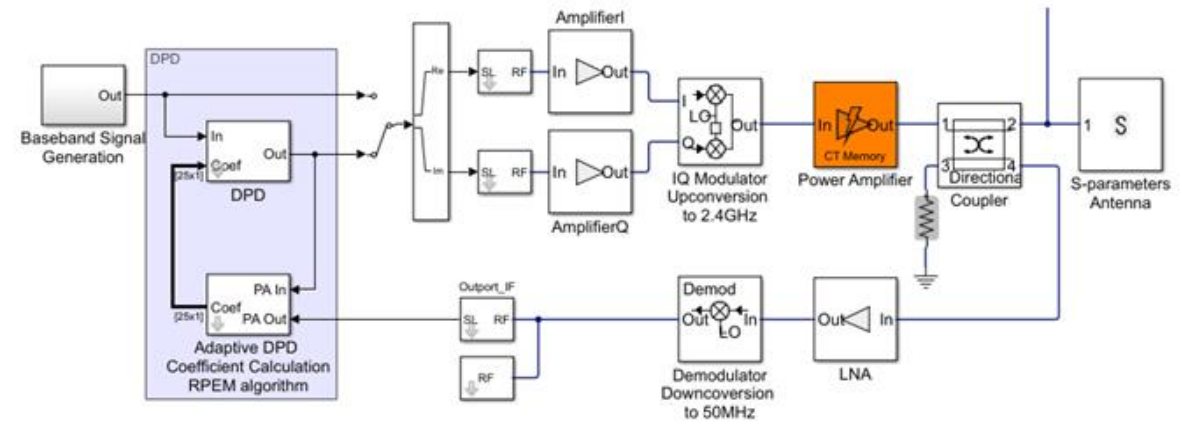 DPD
Out
Baseband Signal
Generation
In
Coef
[25x1]
Out
DPD
PA In
Coef
[25x1]
PA Out
Adaptive DPD
Coefficient Calculation
RPEM algorithm
Re
Im
SL RF
SL RF
AmplifierI
In Out
In Out
AmplifierQ
I
LO
Q
Out
IQ Modulator
Upconversion
to 2.4GHz
In Out
CT Memory
Power Amplifier
1 2
3 4
Directiona
Coupler
1 S
S-parameters
Antenna
Outport_IF
SL RF
RF
Demod
Out In
LO
Demodulator
Downcoversion
to 50MHz
Out In
LNA